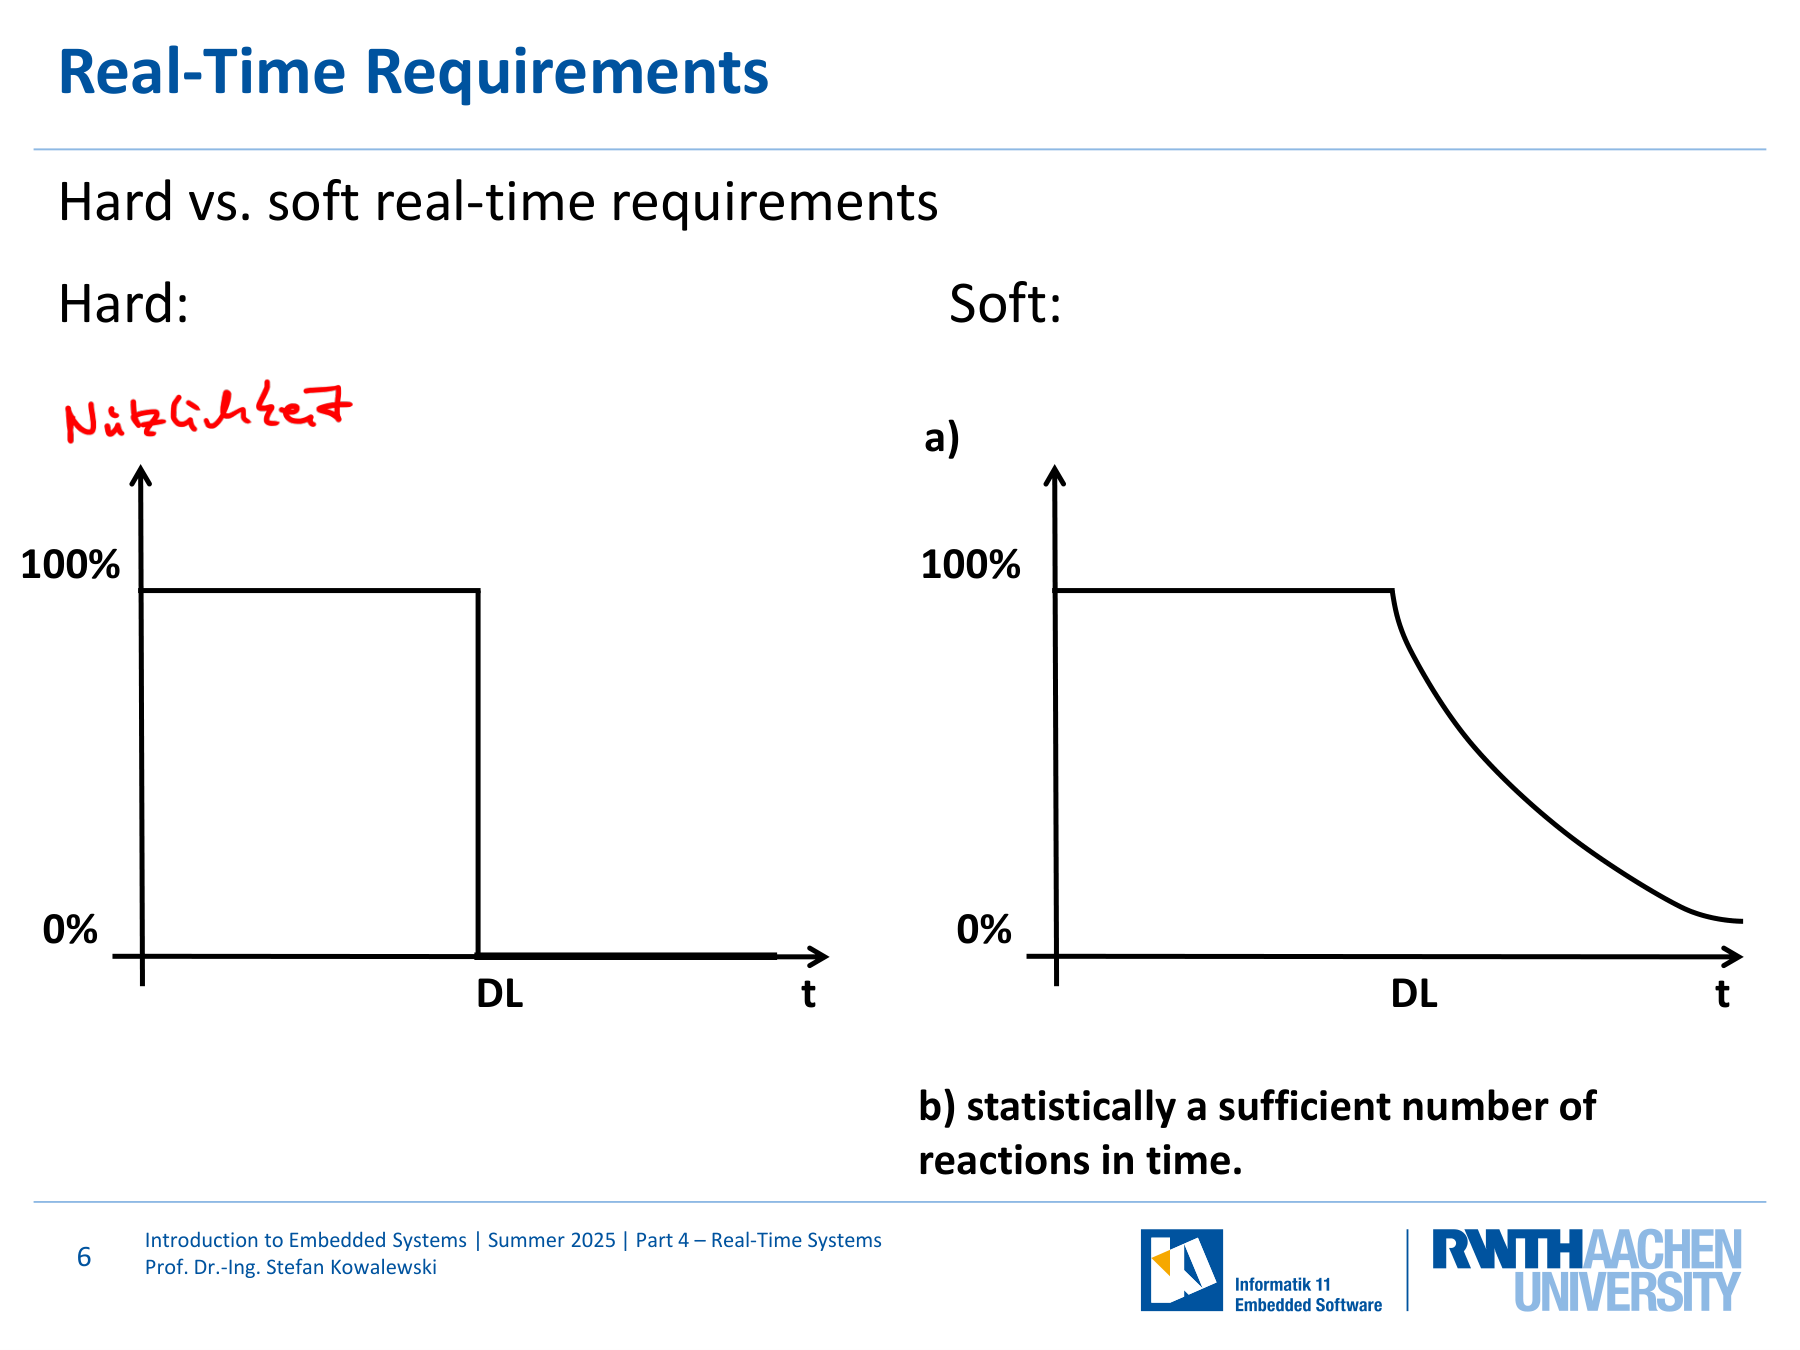 Real-Time Requirements
Hard vs. soft real-time requirements
Hard:
Soft:
Nützlichkeit
100%
0%
DL
t
a)
100%
0%
DL
t
b) statistically a sufficient number of
reactions in time.
6
Introduction to Embedded Systems | Summer 2025 | Part 4 – Real-Time Systems
Prof. Dr.-Ing. Stefan Kowalewski
Informatik 11
Embedded Software
RWTH AACHEN
UNIVERSITY